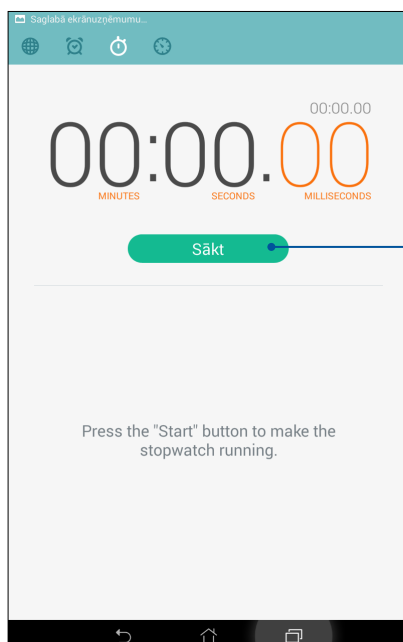 Saglabā ekrānuzņēmumu...
00:00.00
00:00.00
MINUTES SECONDS MILLISECONDS
Sākt
Press the "Start" button to make the
stopwatch running.